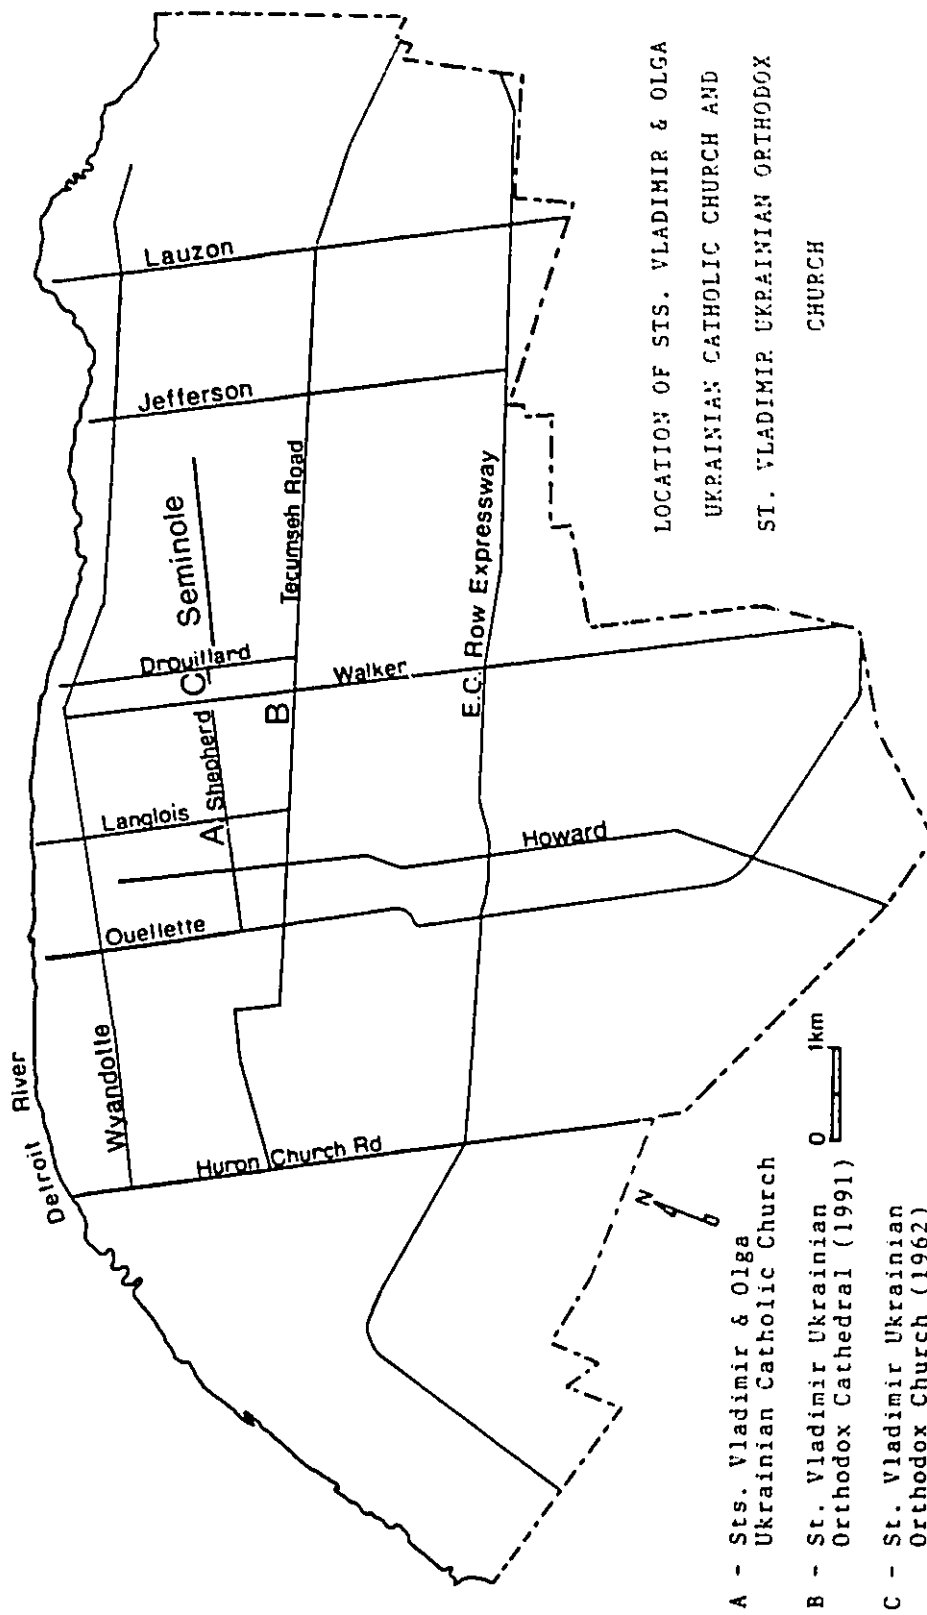 Detroit River
Wyandotte
Huron Church Rd
Ouellette
Langlois
A
Shepherd
Howard
Drouillard
C
Seminole
B
Walker
Tecumseh Road
E.C. Row Expressway
Jefferson
Lauzon
N
0 1km
LOCATION OF STS. VLADIMIR & OLGA
UKRAINIAN CATHOLIC CHURCH AND
ST. VLADIMIR UKRAINIAN ORTHODOX
CHURCH
A - Sts. Vladimir & Olga
Ukrainian Catholic Church
B - St. Vladimir Ukrainian
Orthodox Cathedral (1991)
C - St. Vladimir Ukrainian
Orthodox Church (1962)